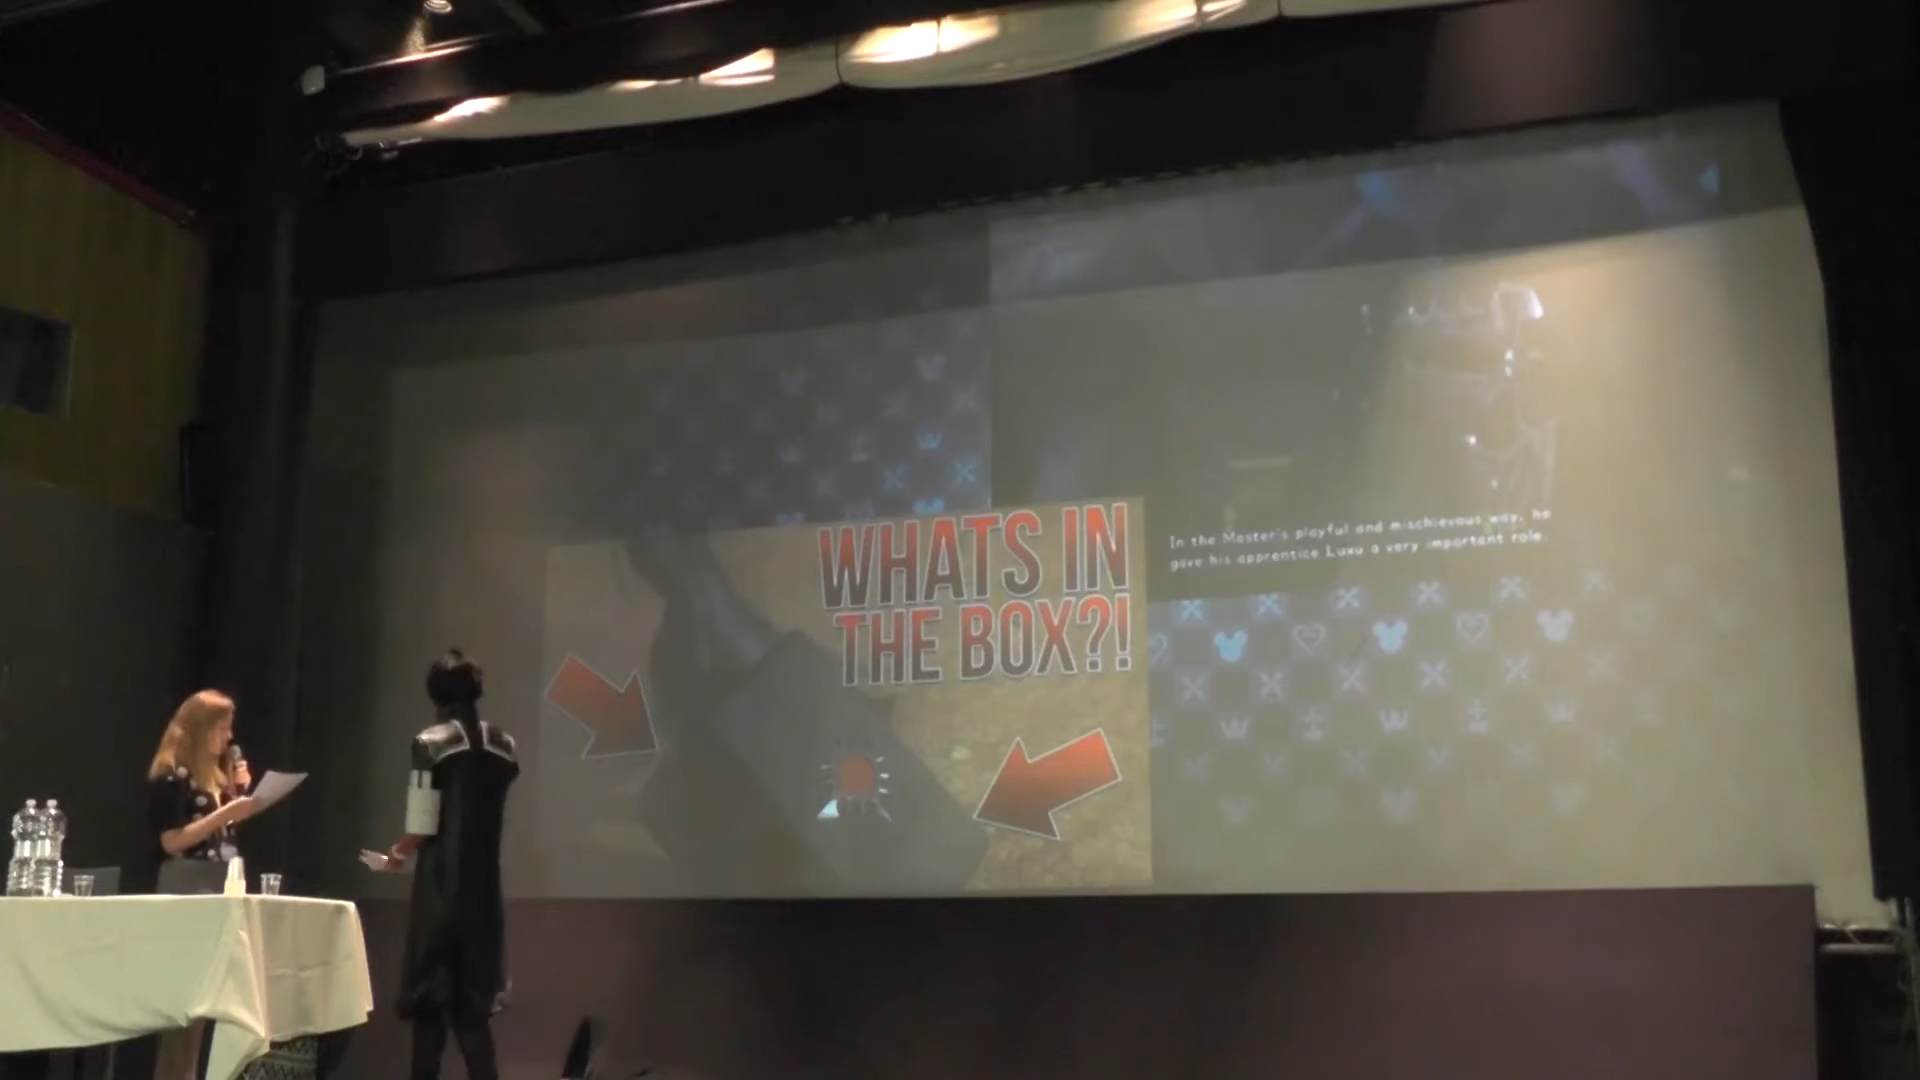 WHATS IN
THE BOX?!
In the Master's playful and mischievous way, he
gave his apprentice Luxu a very important role.